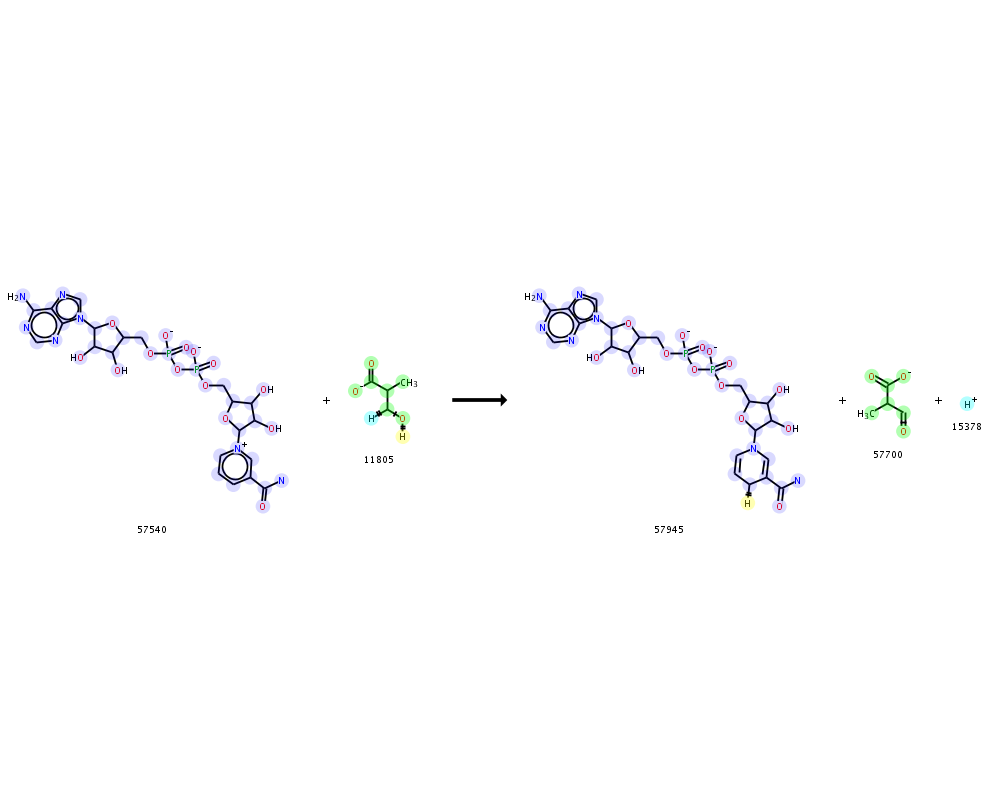 H2N N N N N O HO OH O O- P O O- P O O O OH O OH N+ N O
57540
+
O O- CH3 H O H
11805
H2N N N N N O HO OH O O- P O O- P O O O OH O OH N N O H
57945
+
O O- H3C O
57700
+
H+
15378